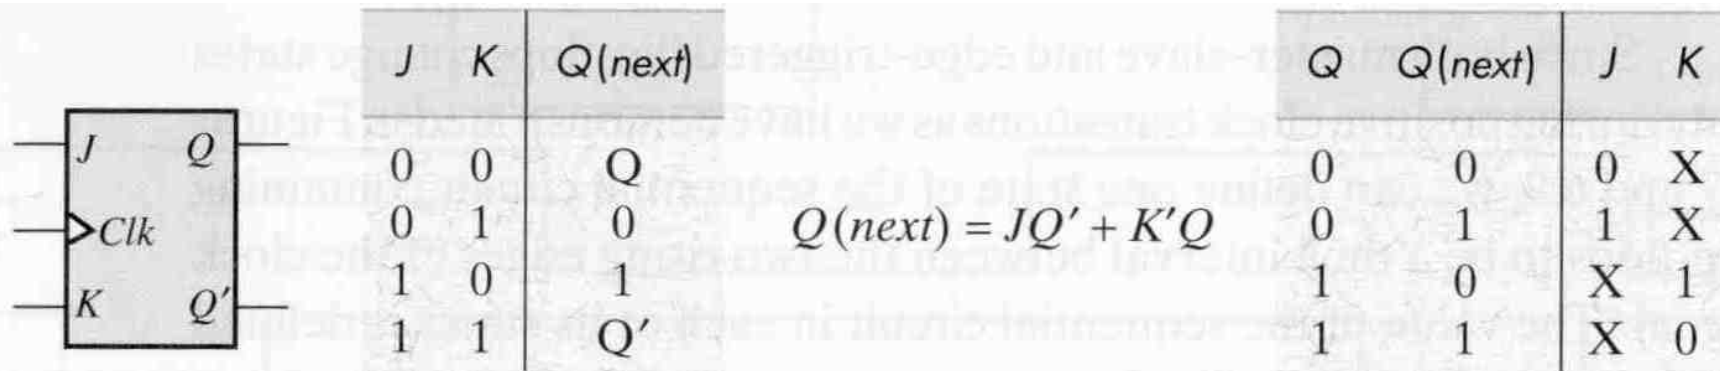 J K Q(next) Q Q(next) J K
J Q 0 0 Q 0 0 0 X
Clk 0 1 0 Q(next) = JQ′ + K′Q 0 1 1 X
K Q′ 1 0 1 1 0 X 1
1 1 Q′ 1 1 X 0